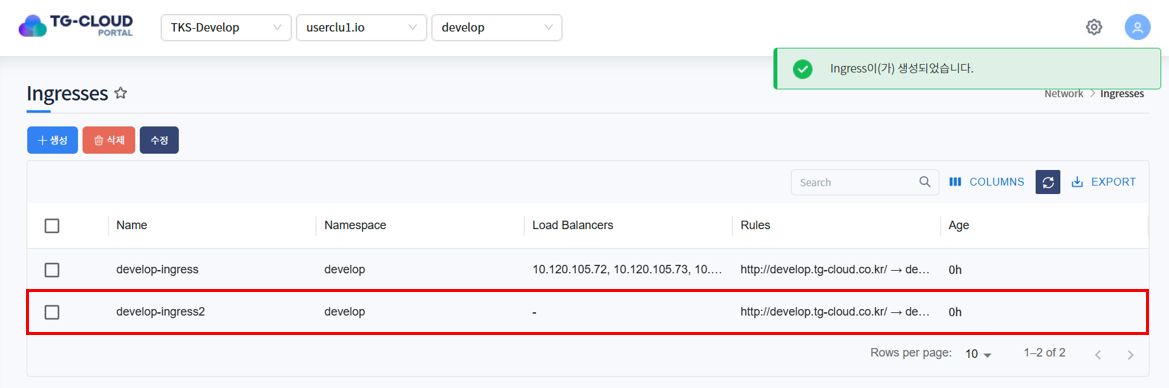 TG-CLOUD
PORTAL
TKS-Develop
userclu1.io
develop
Ingress이(가) 생성되었습니다.
Ingresses
Network > Ingresses
생성
삭제
수정
Search
COLUMNS
EXPORT
Name Namespace Load Balancers Rules Age
develop-ingress develop 10.120.105.72, 10.120.105.73, 10.... http://develop.tg-cloud.co.kr/ → de... 0h
develop-ingress2 develop - http://develop.tg-cloud.co.kr/ → de... 0h
Rows per page: 10 1–2 of 2